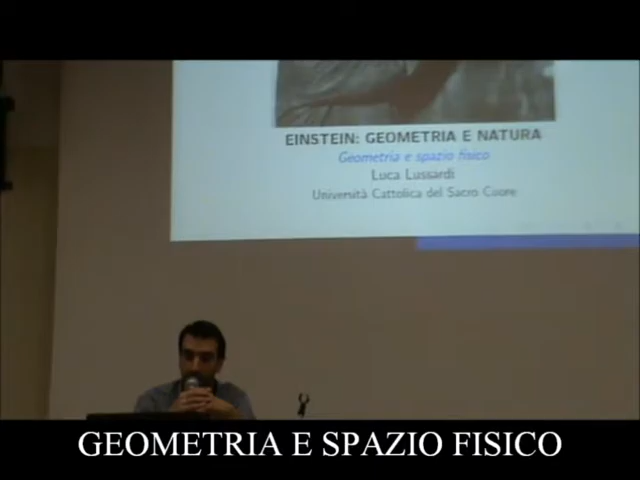 EINSTEIN: GEOMETRIA E NATURA
Geometria e spazio fisico
Luca Lussardi
Università Cattolica del Sacro Cuore
GEOMETRIA E SPAZIO FISICO